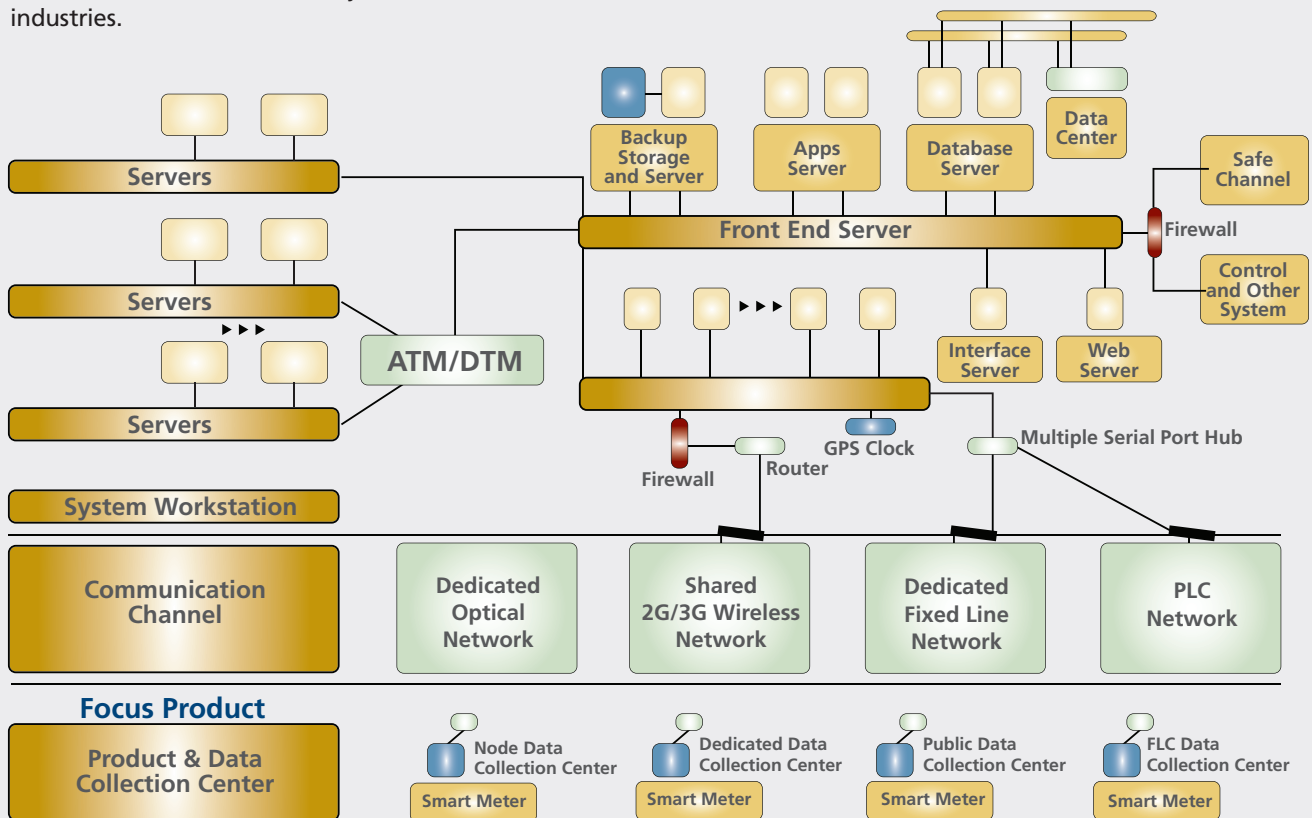 industries.
Servers
Servers
Servers
System Workstation
ATM/DTM
Backup
Storage
and Server
Apps
Server
Database
Server
Data
Center
Front End Server
Safe
Channel
Firewall
Control
and Other
System
Interface
Server
Web
Server
Firewall
Router
GPS Clock
Multiple Serial Port Hub
Communication
Channel
Dedicated
Optical
Network
Shared
2G/3G Wireless
Network
Dedicated
Fixed Line
Network
PLC
Network
Focus Product
Product & Data
Collection Center
Node Data
Collection Center
Smart Meter
Dedicated Data
Collection Center
Smart Meter
Public Data
Collection Center
Smart Meter
FLC Data
Collection Center
Smart Meter